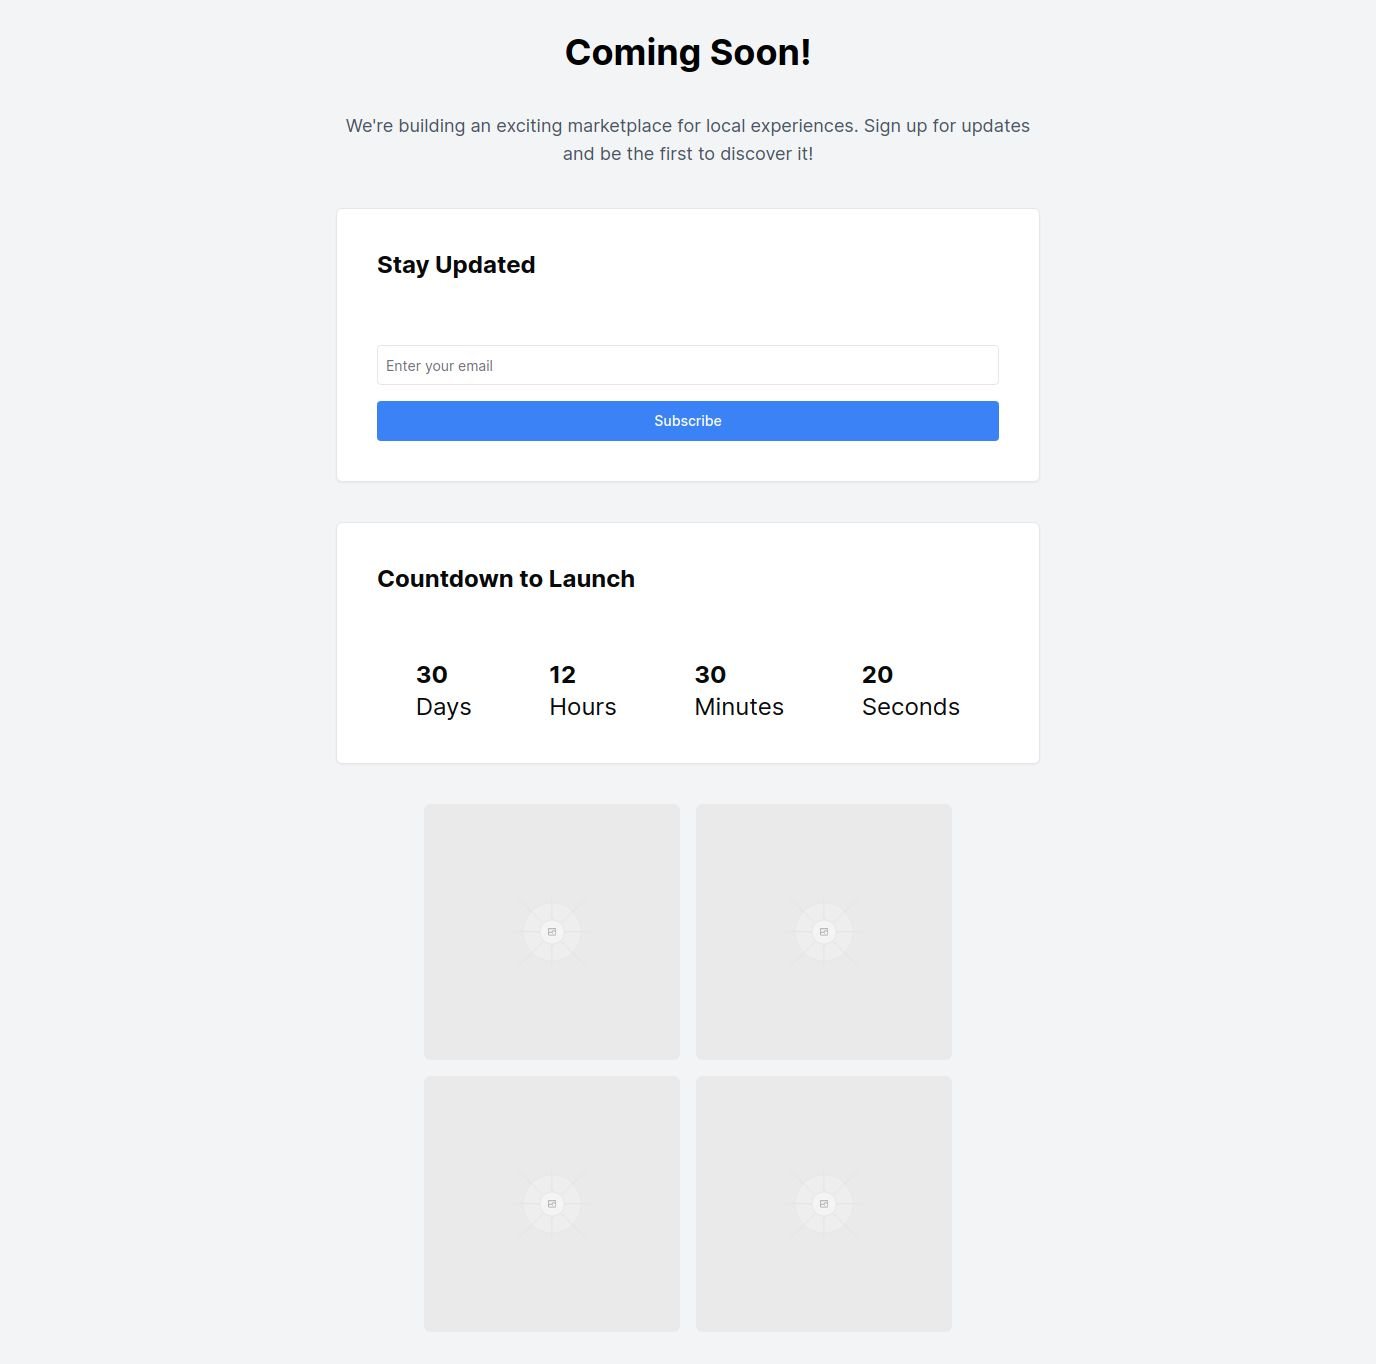 Coming Soon!
We're building an exciting marketplace for local experiences. Sign up for updates
and be the first to discover it!
Stay Updated
Enter your email
Subscribe
Countdown to Launch
30 12 30 20
Days Hours Minutes Seconds